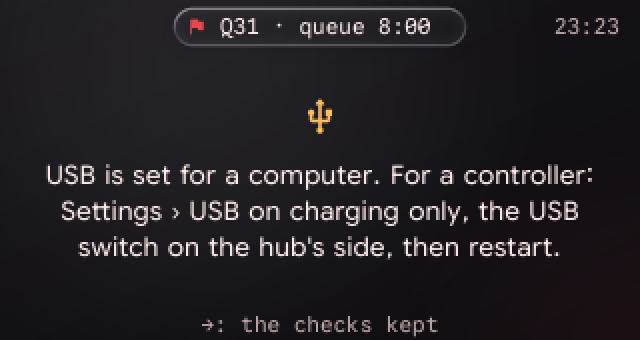 Q31 · queue 8:00
23:23
USB is set for a computer. For a controller:
Settings › USB on charging only, the USB
switch on the hub's side, then restart.
→: the checks kept